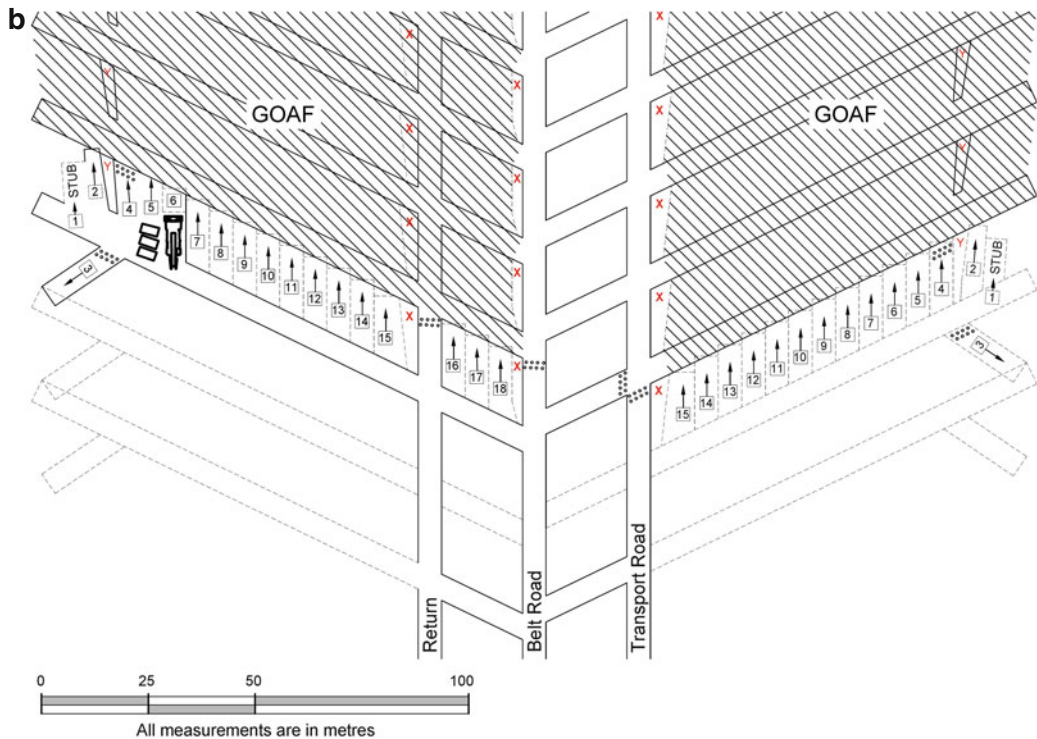 b
X
X
X
Y
Y
X
GOAF
GOAF
X
X
X
Y
Y
X
X
STUB
2
4
5
6
1
7
8
9
10
11
12
13
14
15
3
X
X
X
X
X
16
17
18
X
Y
2
STUB
1
4
5
6
7
8
9
10
11
12
13
14
15
X
3
Return
Belt Road
Transport Road
0 25 50 100
All measurements are in metres